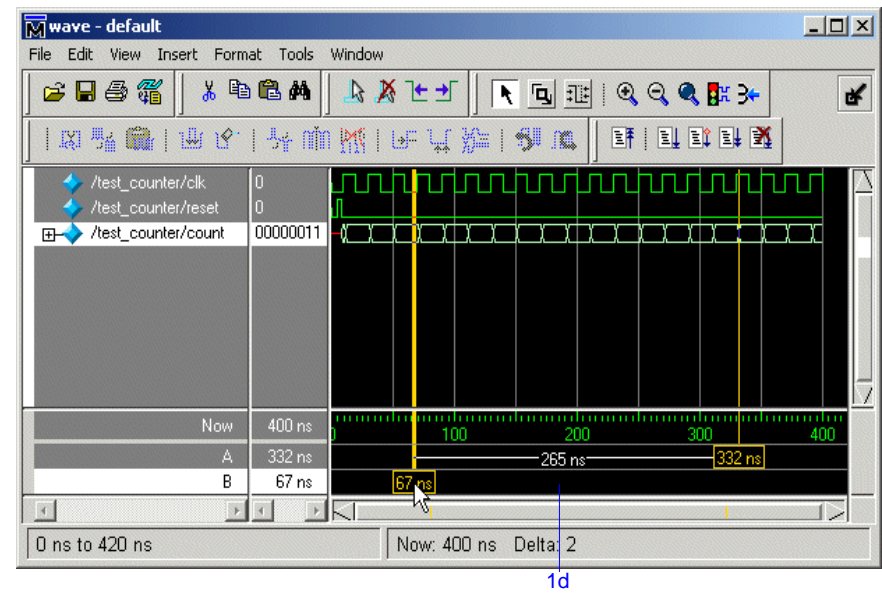 wave - default
File Edit View Insert Format Tools Window
/test_counter/clk 0
/test_counter/reset 0
/test_counter/count 00000011
Now 400 ns 0 100 200 300 400
A 332 ns 265 ns 332 ns
B 67 ns 67 ns
0 ns to 420 ns Now: 400 ns Delta: 2
1d